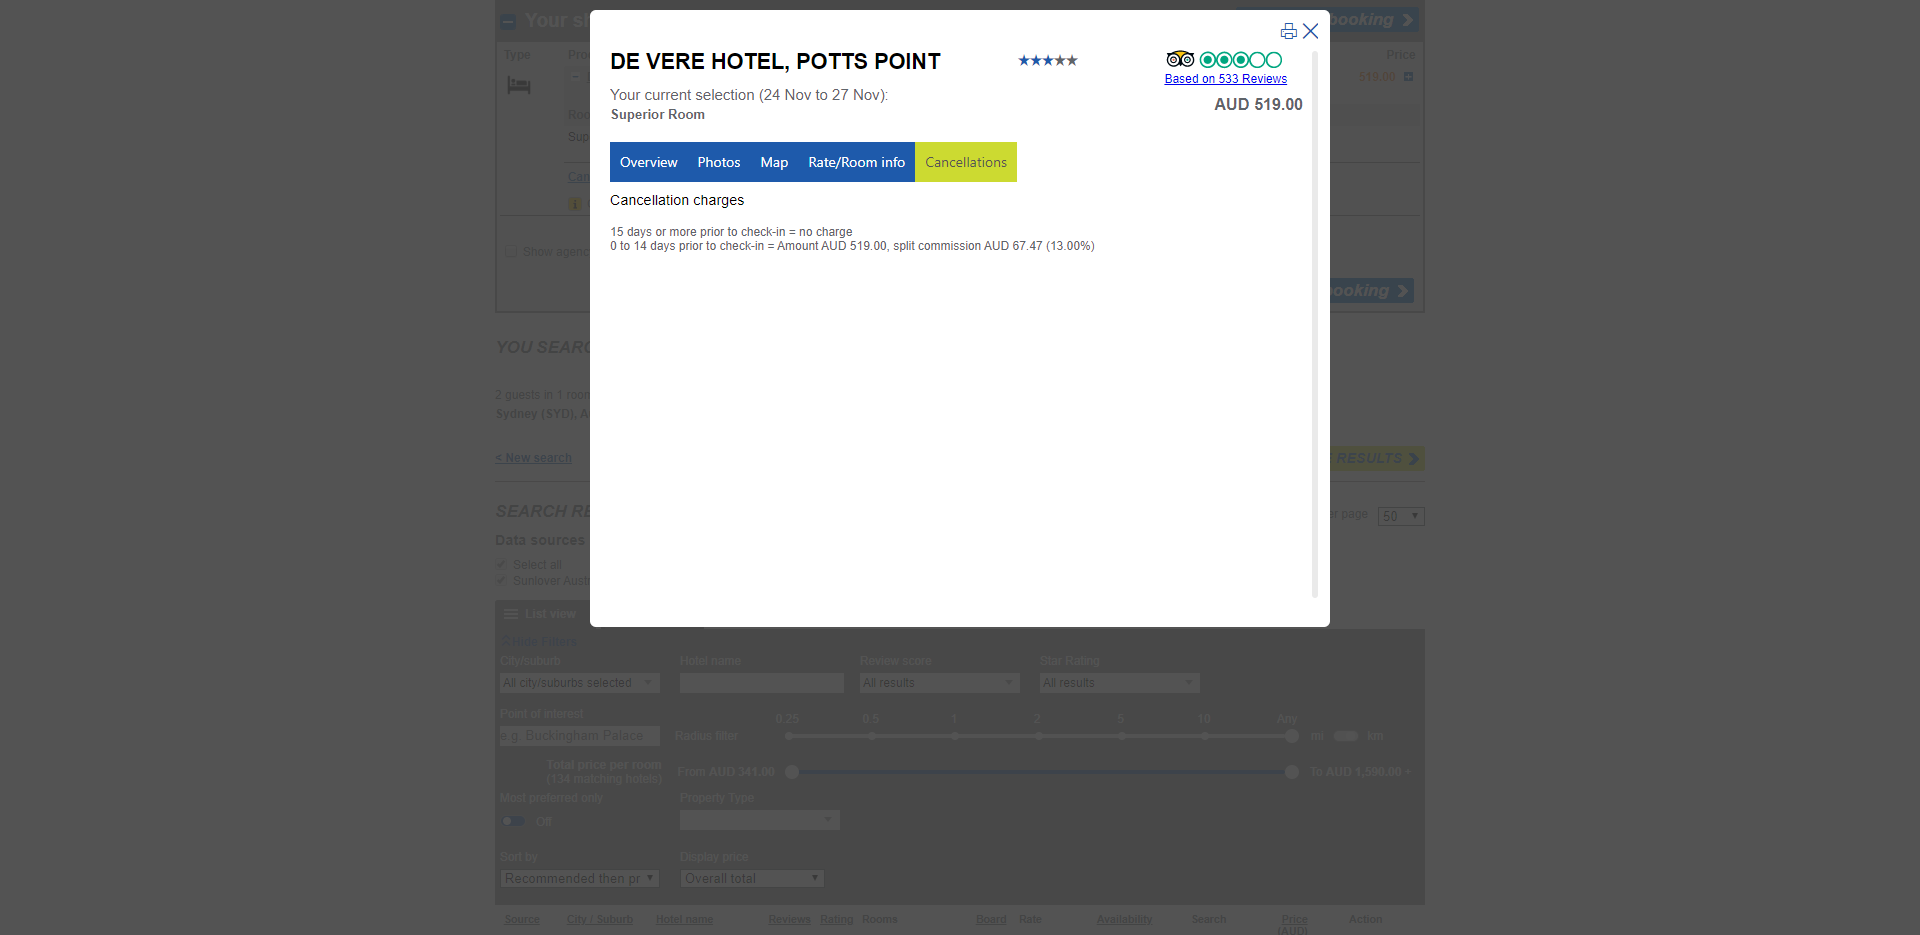 Your s
booking
Type
Pro
Price
DE VERE HOTEL, POTTS POINT
Based on 533 Reviews
519.00
Your current selection (24 Nov to 27 Nov):
AUD 519.00
Superior Room
Roo
Sup
Overview Photos Map Rate/Room info Cancellations
Can
Cancellation charges
15 days or more prior to check-in = no charge
0 to 14 days prior to check-in = Amount AUD 519.00, split commission AUD 67.47 (13.00%)
Show agenc
booking
YOU SEARC
2 guests in 1 room
Sydney (SYD), A
< New search
RESULTS
SEARCH RE
er page 50
Data sources
Select all
Sunlover Aust
List view
Hide Filters
City/suburb Hotel name Review score Star Rating
All city/suburbs selected All results All results
Point of interest 0.25 0.5 1 2 5 10 Any
e.g. Buckingham Palace Radius filter mi km
Total price per room
(134 matching hotels) From AUD 341.00 To AUD 1,590.00 +
Most preferred only Property Type
Off
Sort by Display price
Recommended then pr Overall total
Source City / Suburb Hotel name Reviews Rating Rooms Board Rate Availability Search Price Action
(AUD)